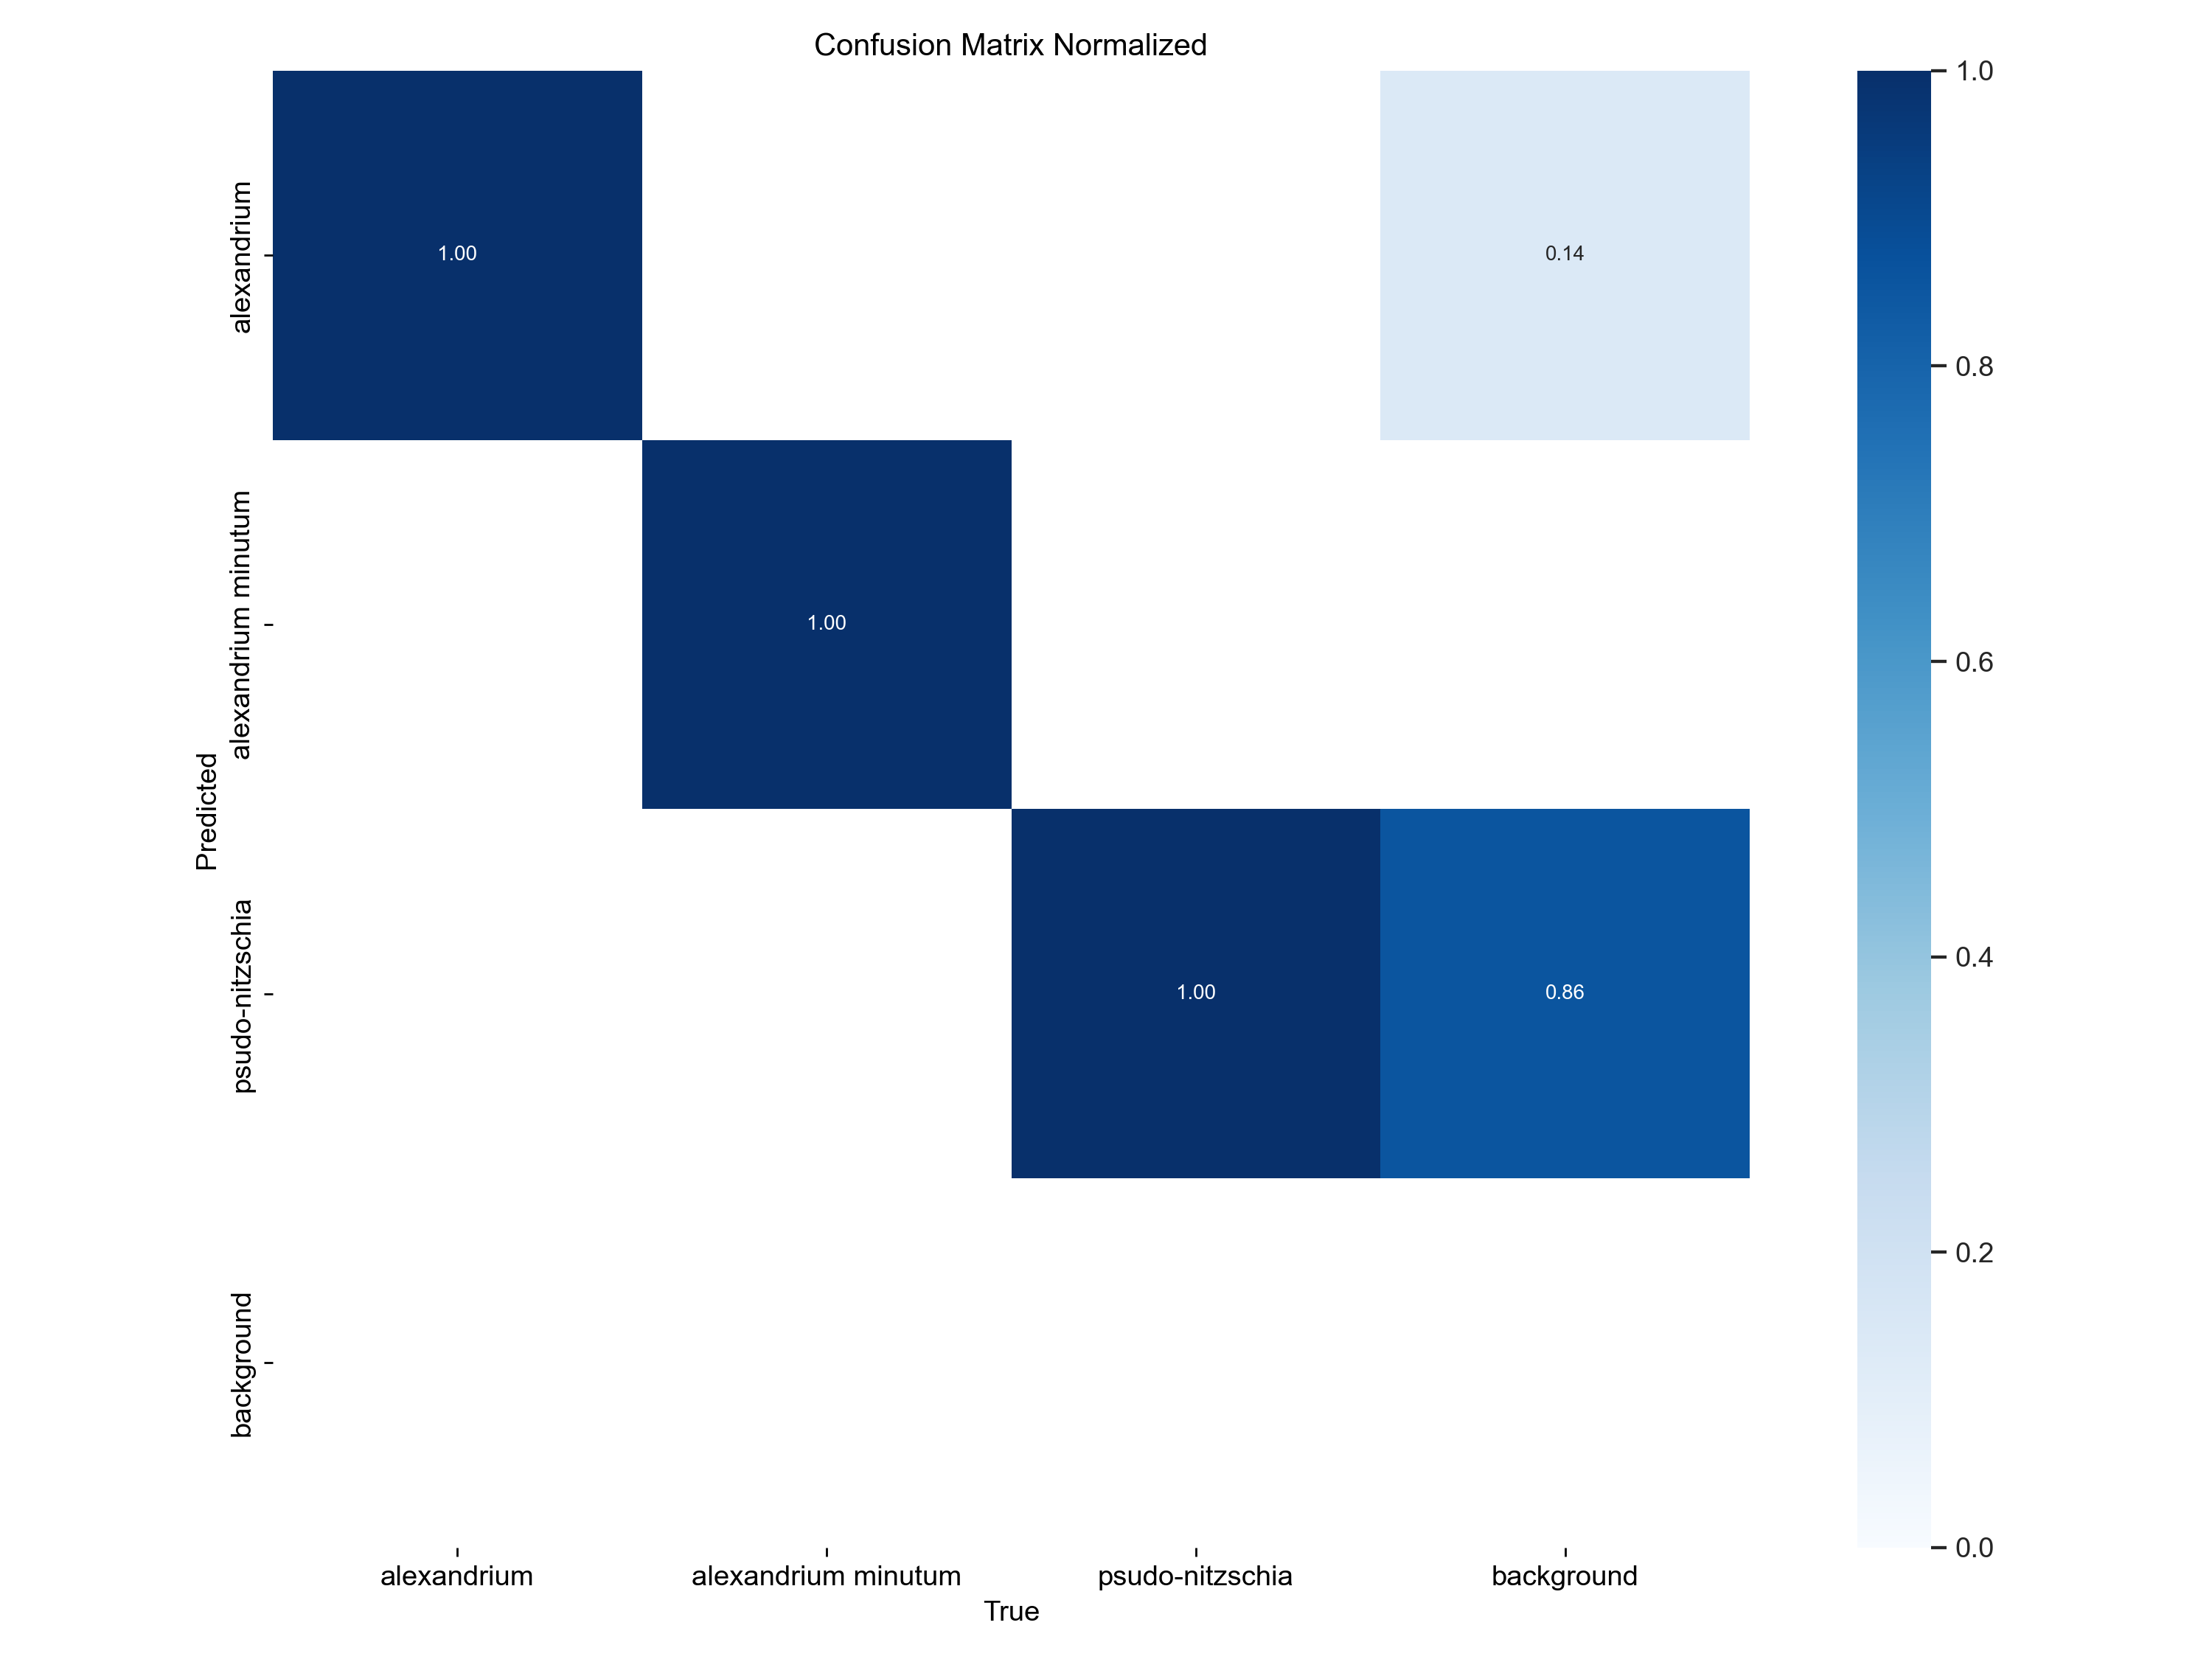 Confusion Matrix Normalized
1.0
0.8
0.6
0.4
0.2
0.0
Predicted
alexandrium
1.00
0.14
alexandrium minutum
1.00
psudo-nitzschia
1.00
0.86
background
alexandrium
alexandrium minutum
psudo-nitzschia
background
True